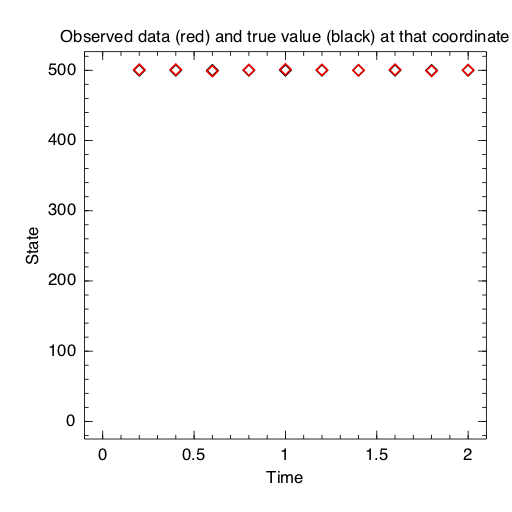 Observed data (red) and true value (black) at that coordinate
500
400
300
200
100
0
State
0 0.5 1 1.5 2
Time